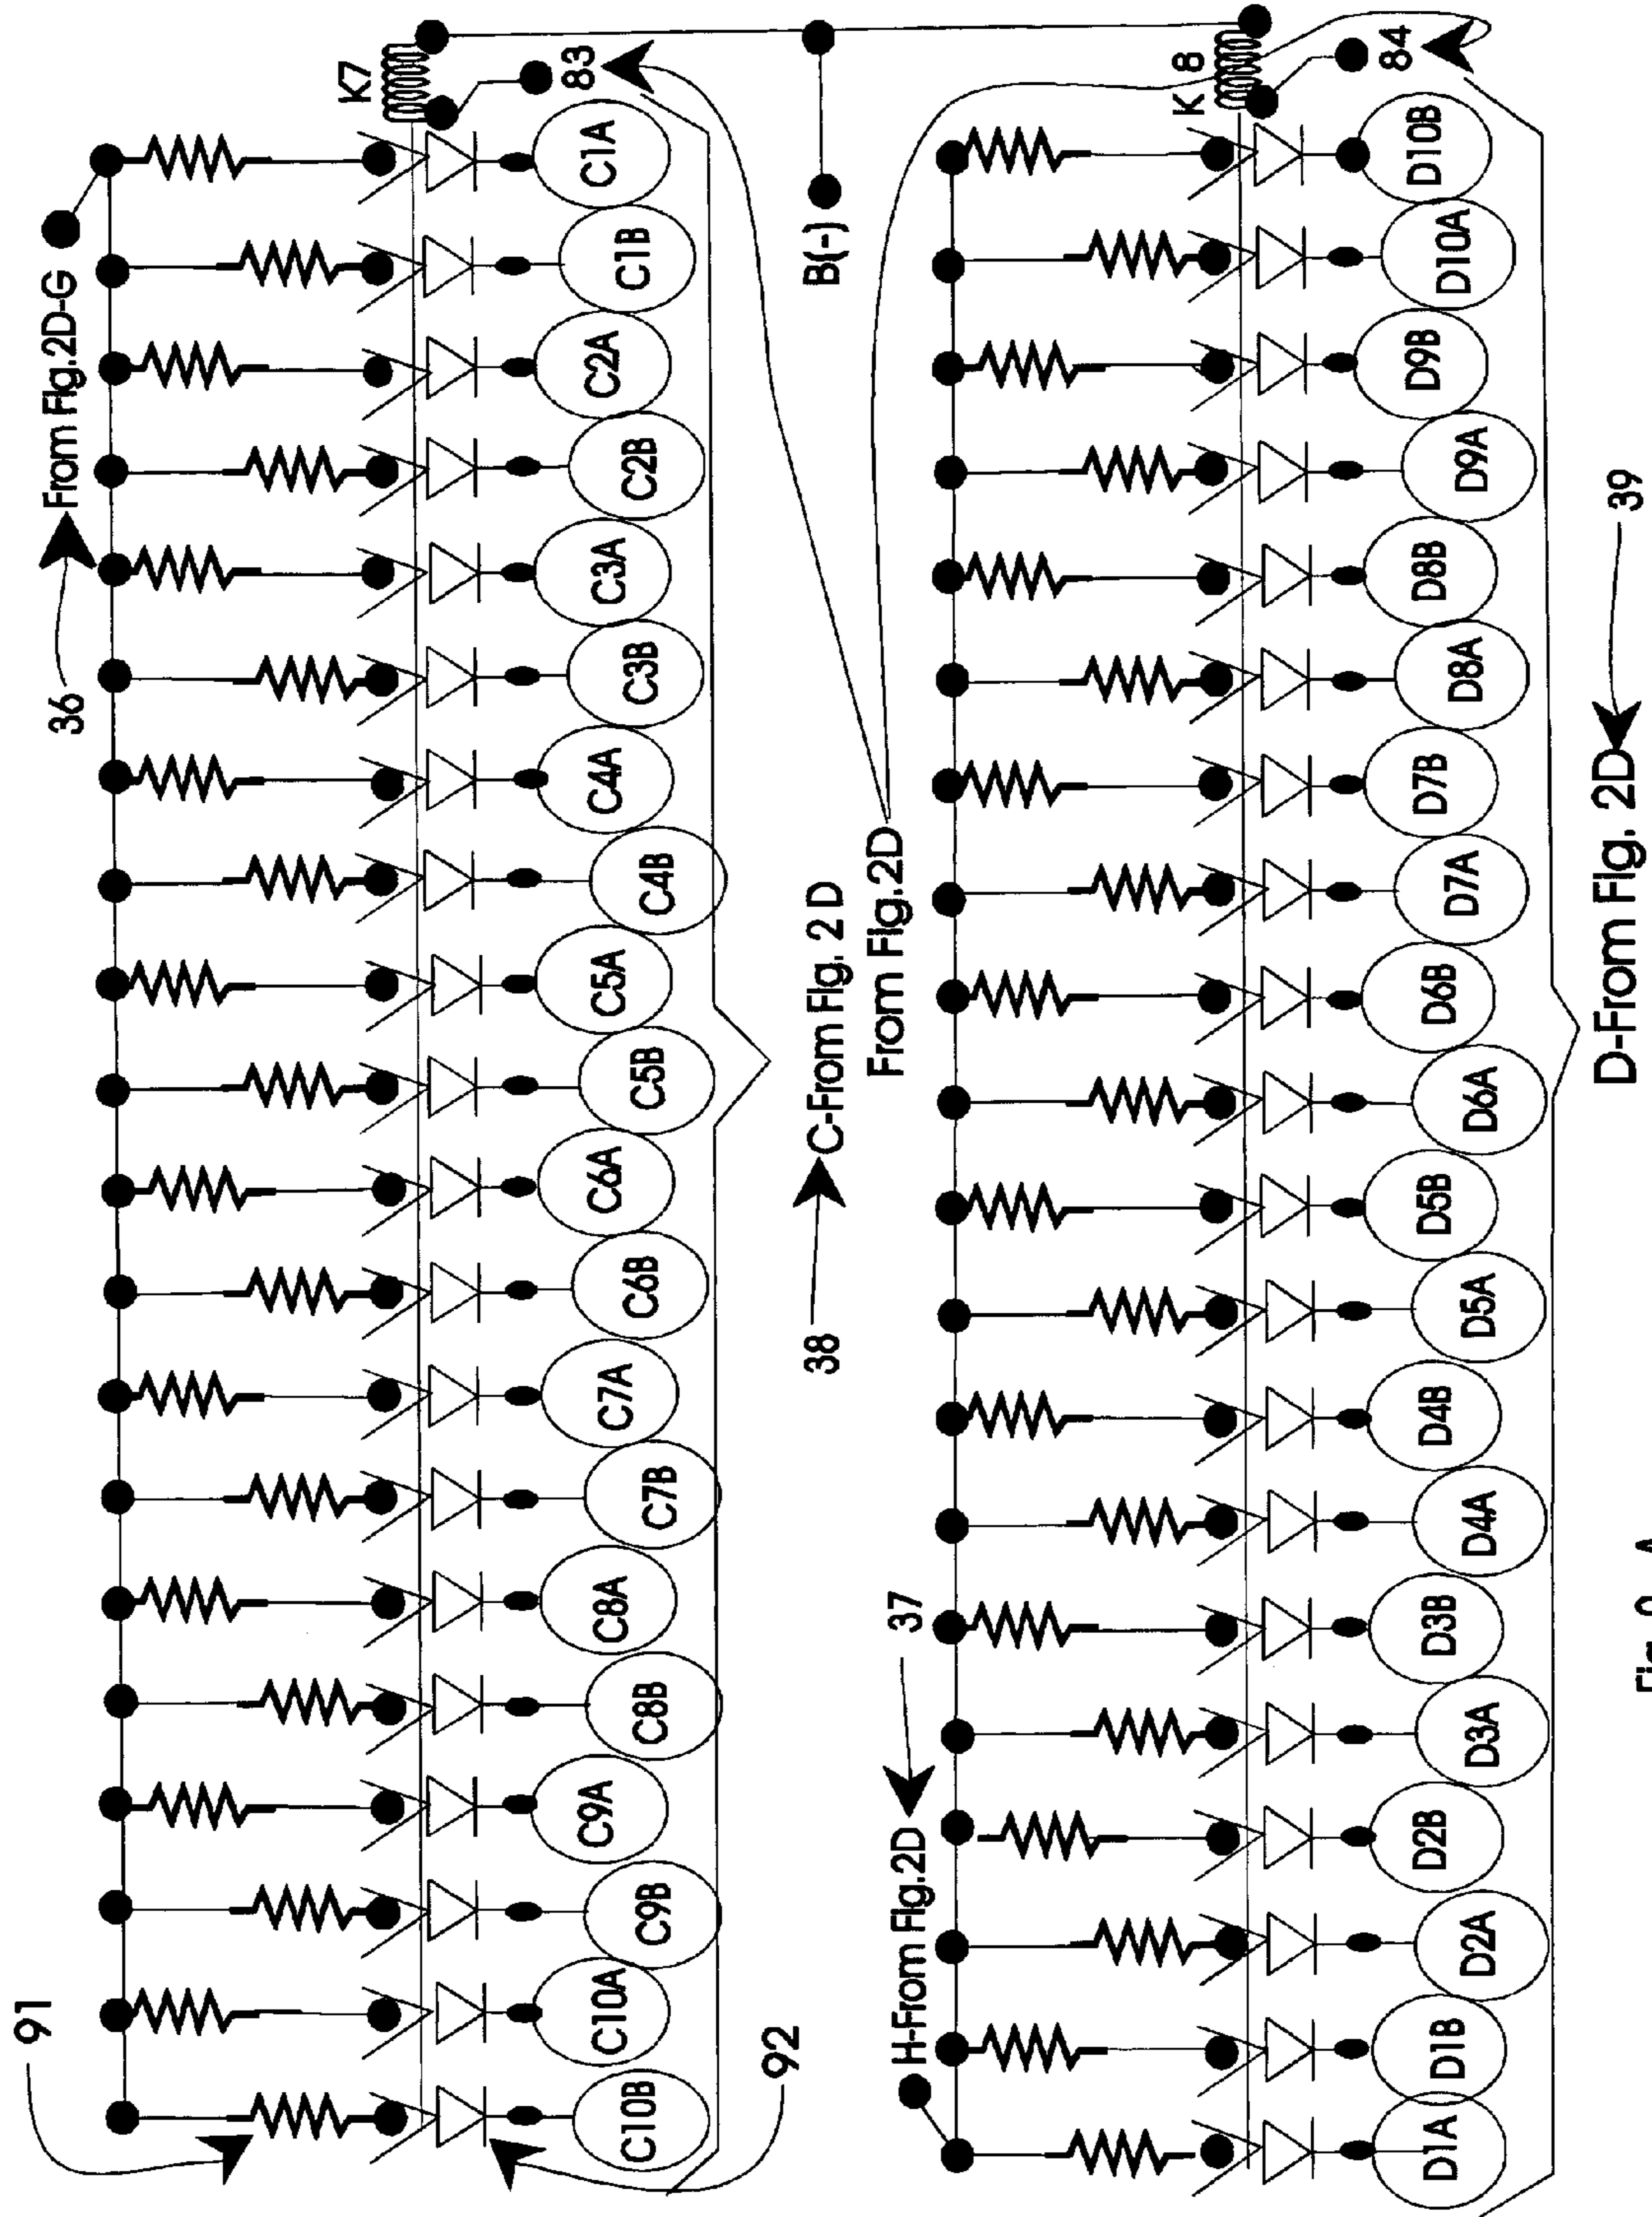 91
36 From Fig.2D-G
K7
83
C10B C10A C9B C9A C8B C8A C7B C7A C6B C6A C5B C5A C4B C4A C3B C3A C2B C2A C1B C1A
92
38 C-From Fig. 2 D
B(-)
From Fig.2D
H-From Fig.2D 37
K 8
84
D1A D1B D2A D2B D3A D3B D4A D4B D5A D5B D6A D6B D7A D7B D8A D8B D9A D9B D10A D10B
D-From Fig. 2D 39